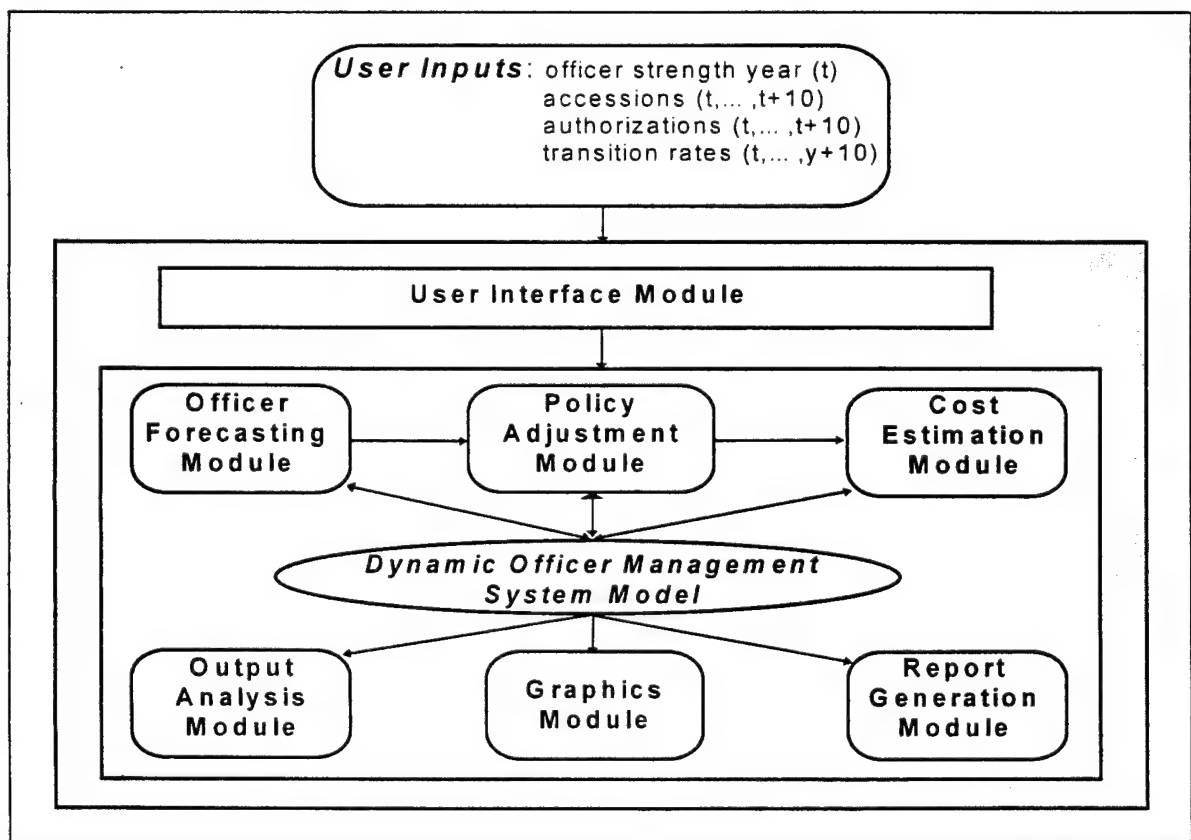 User Inputs: officer strength year (t)
accessions (t,... ,t+10)
authorizations (t,... ,t+10)
transition rates (t,... ,y+10)
User Interface Module
Officer
Forecasting
Module
Policy
Adjustment
Module
Cost
Estimation
Module
Dynamic Officer Management
System Model
Output
Analysis
Module
Graphics
Module
Report
Generation
Module